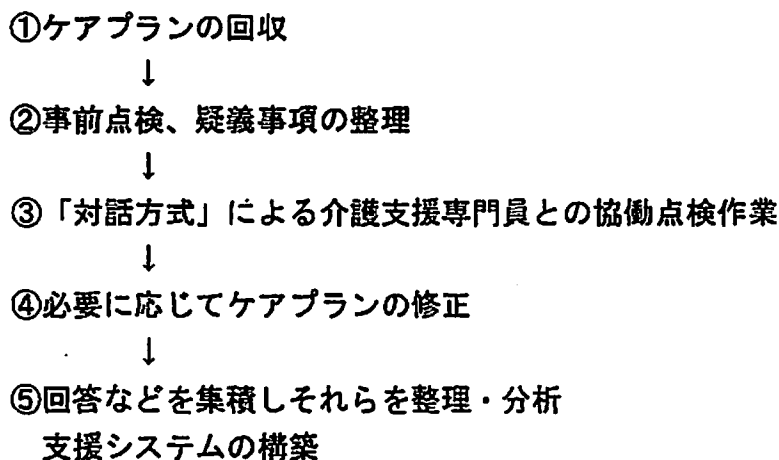 ①ケアプランの回収
↓
②事前点検、疑義事項の整理
↓
③「対話方式」による介護支援専門員との協働点検作業
↓
④必要に応じてケアプランの修正
↓
⑤回答などを集積しそれらを整理・分析
支援システムの構築